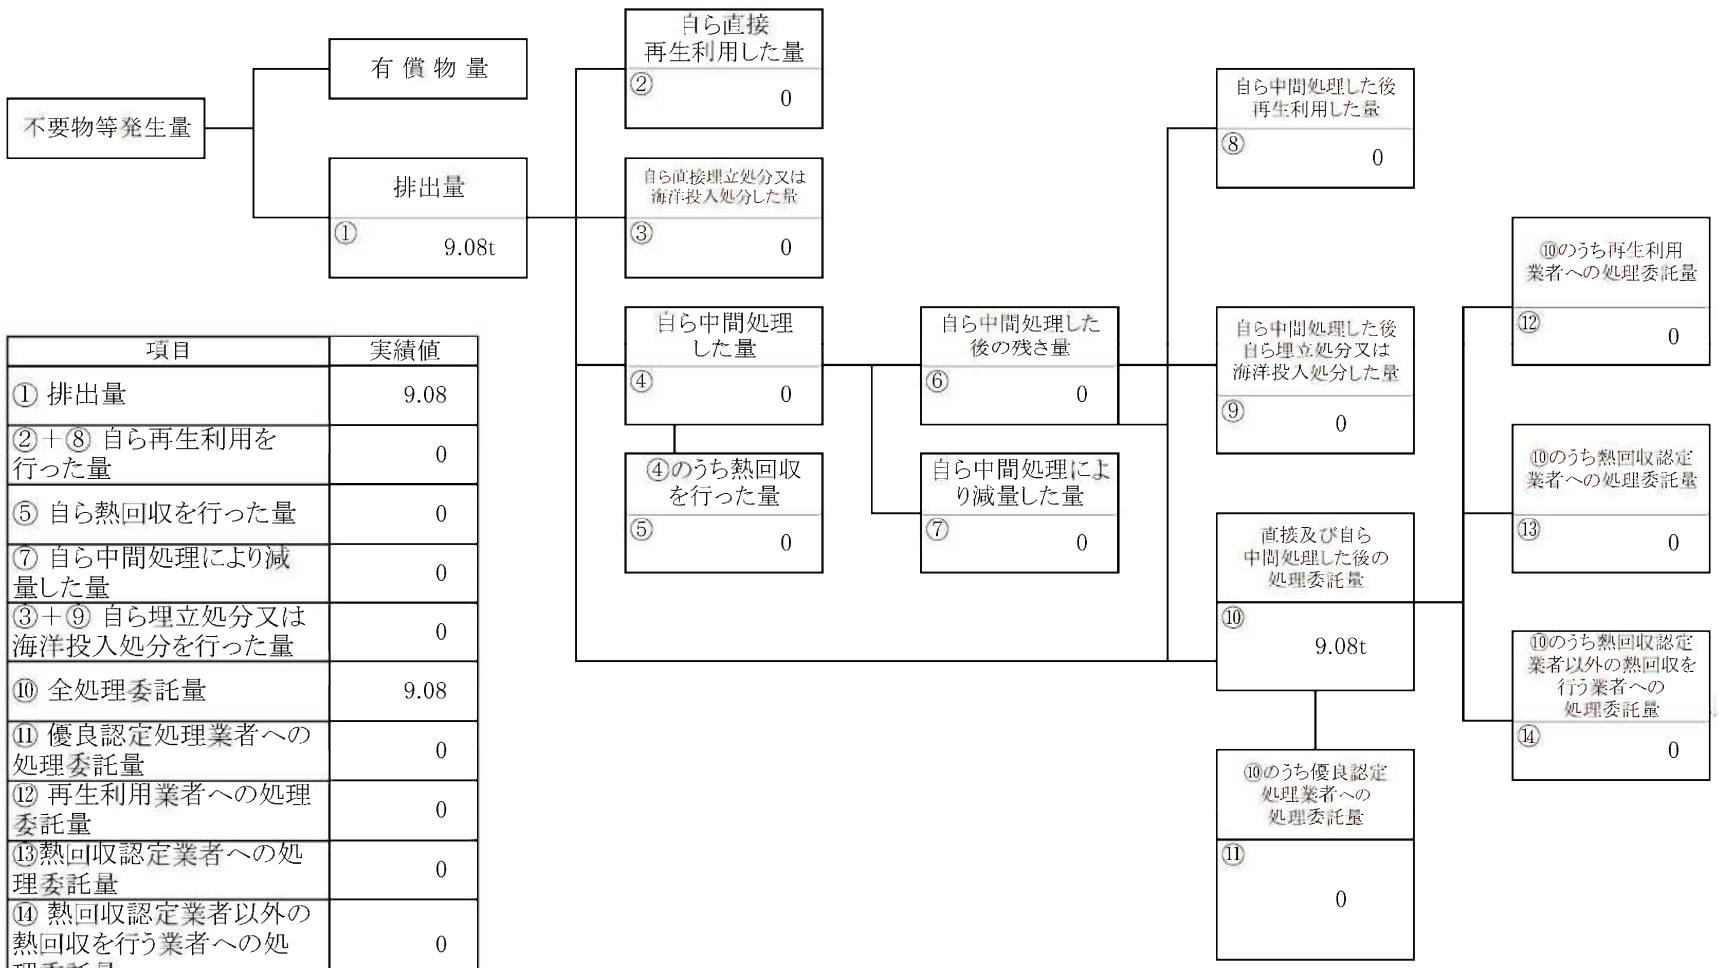 不要物等発生量
有償物量
排出量
①
9.08t
自ら直接
再生利用した量
②
0
自ら直接埋立処分又は
海洋投入処分した量
③
0
自ら中間処理
した量
④
0
④のうち熱回収
を行った量
⑤
0
自ら中間処理した
後の残さ量
⑥
0
自ら中間処理によ
り減量した量
⑦
0
自ら中間処理した後
再生利用した量
⑧
0
自ら中間処理した後
自ら埋立処分又は
海洋投入処分した量
⑨
0
直接及び自ら
中間処理した後の
処理委託量
⑩
9.08t
⑩のうち優良認定
処理業者への
処理委託量
⑪
0
⑩のうち再生利用
業者への処理委託量
⑫
0
⑩のうち熱回収認定
業者への処理委託量
⑬
0
⑩のうち熱回収認定
業者以外の熱回収を
行う業者への
処理委託量
⑭
0
項目 実績値
① 排出量 9.08
②+⑧ 自ら再生利用を
行った量 0
⑤ 自ら熱回収を行った量 0
⑦ 自ら中間処理により減
量した量 0
③+⑨ 自ら埋立処分又は
海洋投入処分を行った量 0
⑩ 全処理委託量 9.08
⑪ 優良認定処理業者への
処理委託量 0
⑫ 再生利用業者への処理
委託量 0
⑬熱回収認定業者への処
理委託量 0
⑭ 熱回収認定業者以外の
熱回収を行う業者への処 0
理委託量